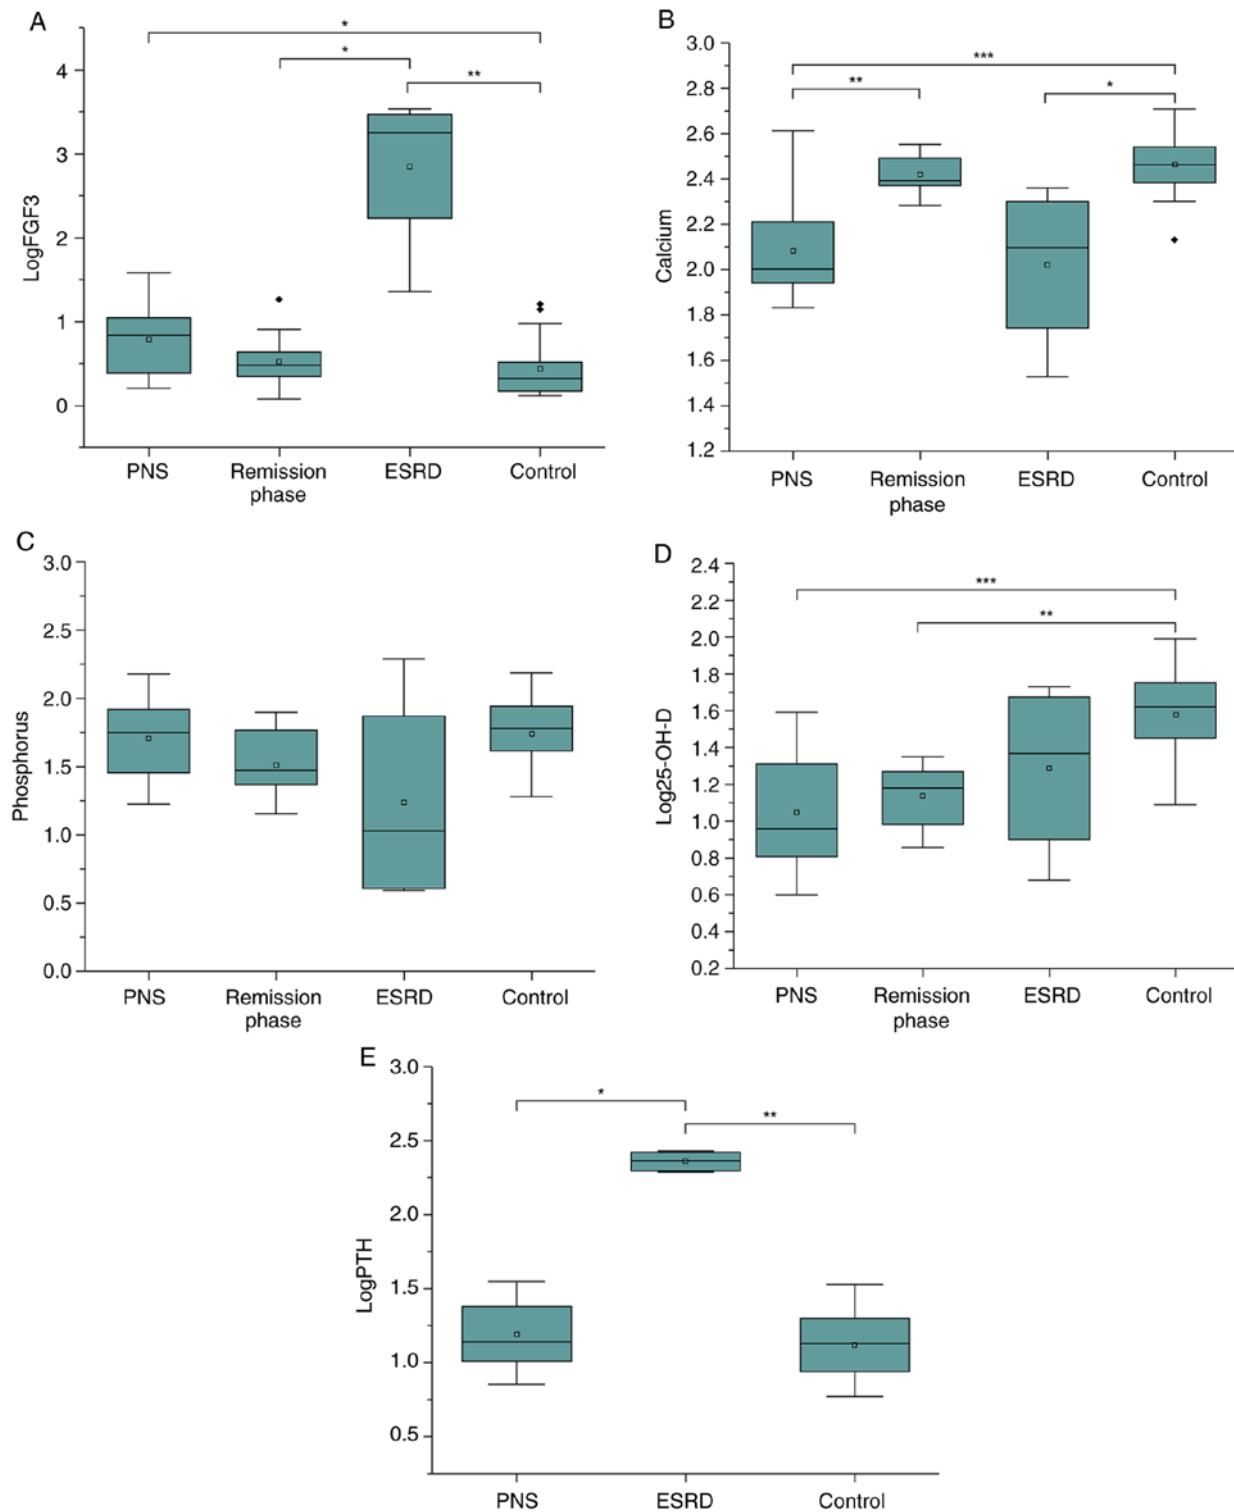 A
*
*
**
4
3
2
1
0
LogFGF3
PNS
Remission
phase
ESRD
Control
B
***
**
*
3.0
2.8
2.6
2.4
2.2
2.0
1.8
1.6
1.4
1.2
Calcium
PNS
Remission
phase
ESRD
Control
C
3.0
2.5
2.0
1.5
1.0
0.5
0.0
Phosphorus
PNS
Remission
phase
ESRD
Control
D
***
**
2.4
2.2
2.0
1.8
1.6
1.4
1.2
1.0
0.8
0.6
0.4
0.2
Log25-OH-D
PNS
Remission
phase
ESRD
Control
E
*
**
3.0
2.5
2.0
1.5
1.0
0.5
LogPTH
PNS
ESRD
Control